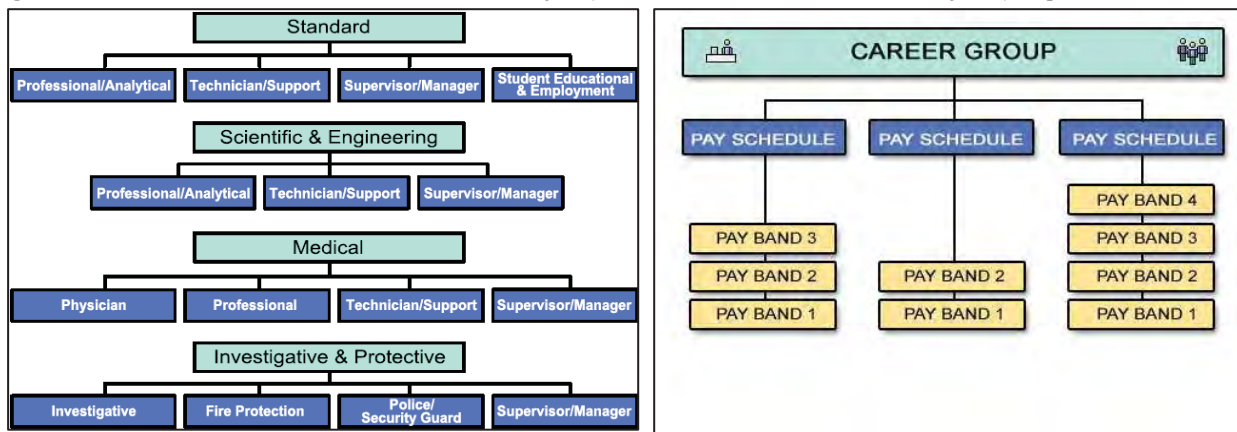 Standard
Professional/Analytical
Technician/Support
Supervisor/Manager
Student Educational
& Employment
Scientific & Engineering
Professional/Analytical
Technician/Support
Supervisor/Manager
Medical
Physician
Professional
Technician/Support
Supervisor/Manager
Investigative & Protective
Investigative
Fire Protection
Police/
Security Guard
Supervisor/Manager
CAREER GROUP
PAY SCHEDULE
PAY SCHEDULE
PAY SCHEDULE
PAY BAND 3
PAY BAND 2
PAY BAND 1
PAY BAND 2
PAY BAND 1
PAY BAND 4
PAY BAND 3
PAY BAND 2
PAY BAND 1